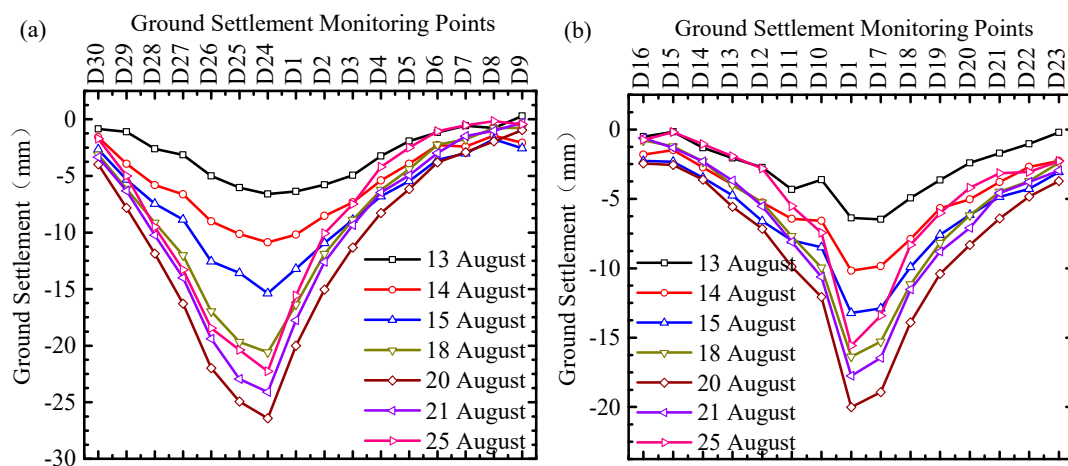 (a)
Ground Settlement Monitoring Points
D30
D29
D28
D27
D26
D25
D24
D1
D2
D3
D4
D5
D6
D7
D8
D9
0
-5
-10
-15
-20
-25
-30
Ground Settlement（mm）
13 August
14 August
15 August
18 August
20 August
21 August
25 August
(b)
Ground Settlement Monitoring Points
D16
D15
D14
D13
D12
D11
D10
D1
D17
D18
D19
D20
D21
D22
D23
0
-5
-10
-15
-20
Ground Settlement（mm）
13 August
14 August
15 August
18 August
20 August
21 August
25 August